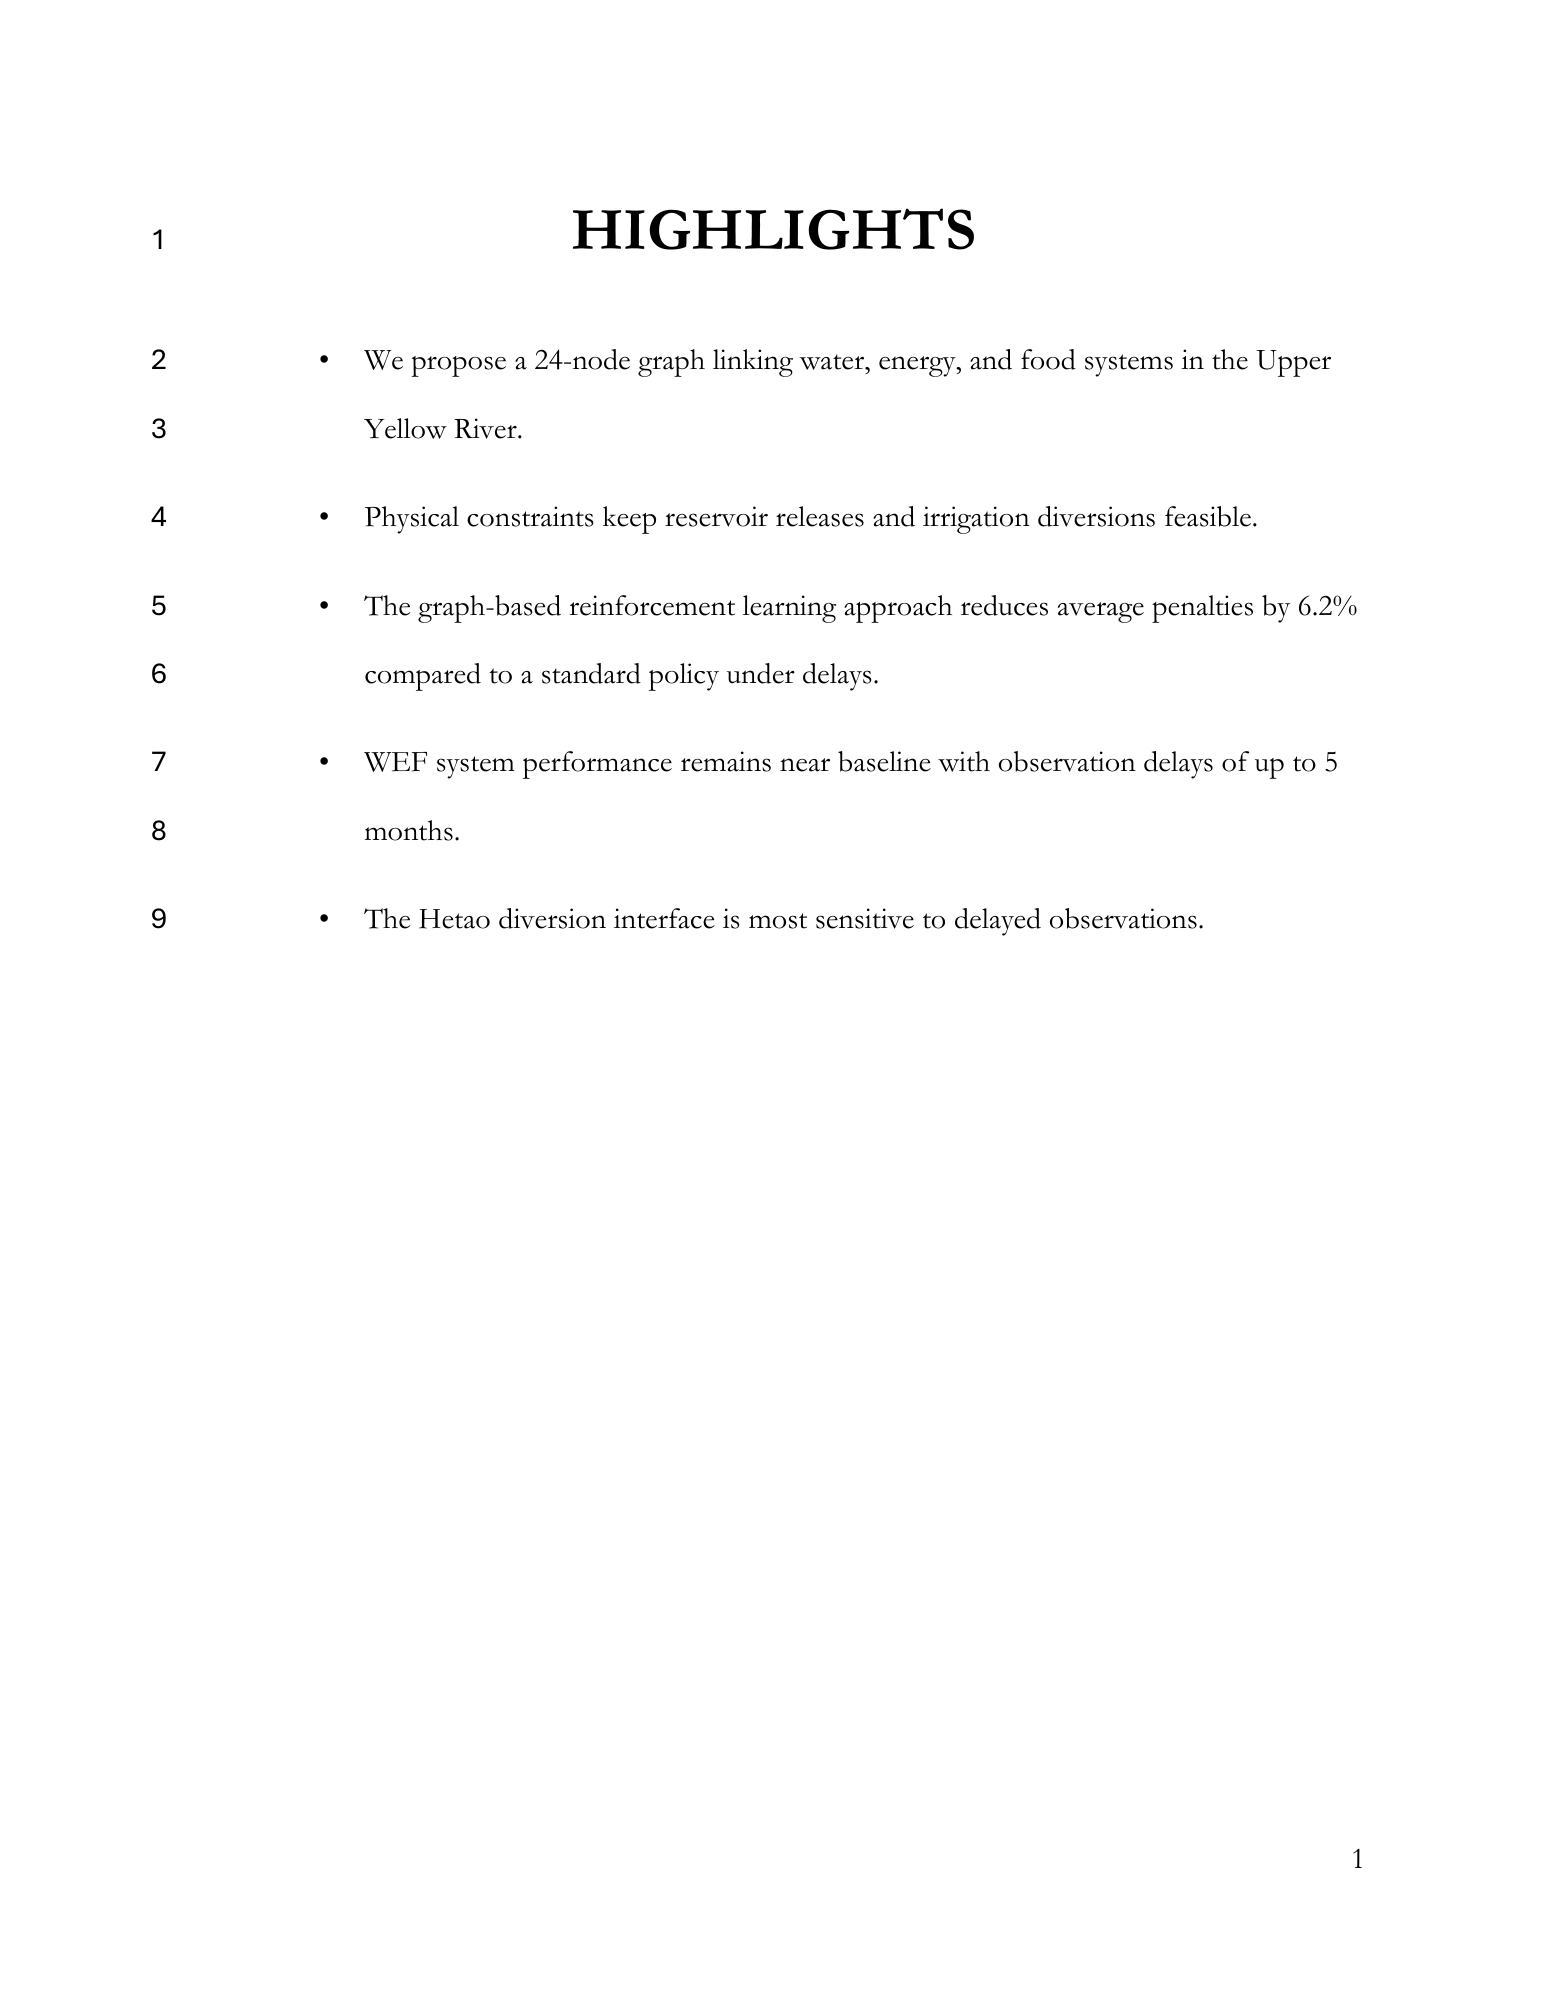 1 HIGHLIGHTS
2 • We propose a 24-node graph linking water, energy, and food systems in the Upper
3 Yellow River.
4 • Physical constraints keep reservoir releases and irrigation diversions feasible.
5 • The graph-based reinforcement learning approach reduces average penalties by 6.2%
6 compared to a standard policy under delays.
7 • WEF system performance remains near baseline with observation delays of up to 5
8 months.
9 • The Hetao diversion interface is most sensitive to delayed observations.
1